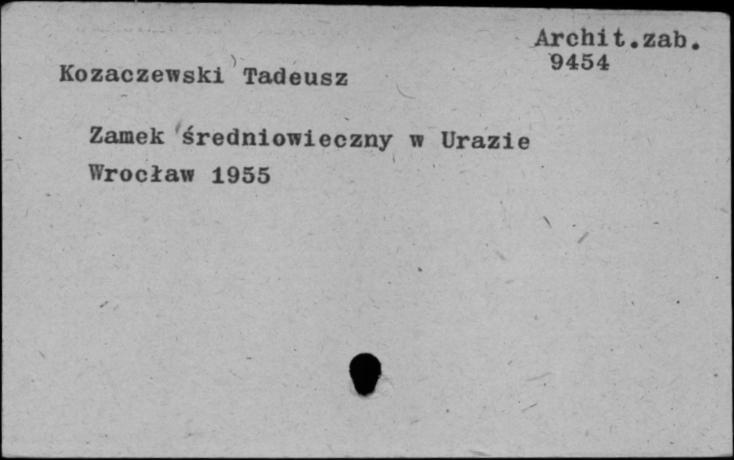 Archit.zab.
9454
Kozaczewski Tadeusz
Zamek średniowieczny w Urazie
Wrocław 1955